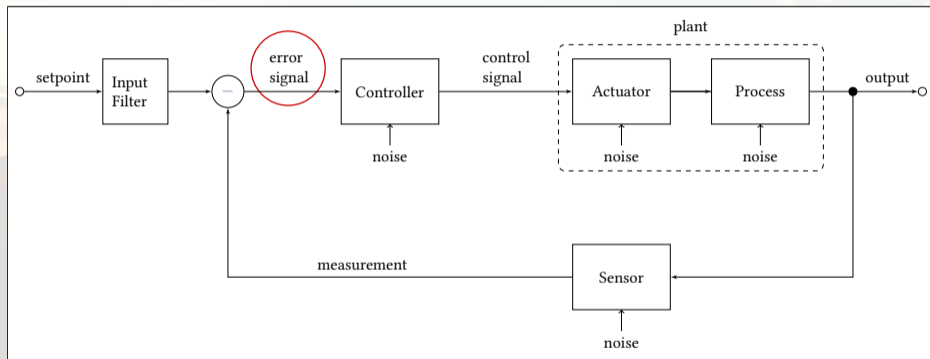 plant
error
signal
control
signal
setpoint
Input
Filter
−
Controller
Actuator
Process
output
noise
noise
noise
measurement
Sensor
noise